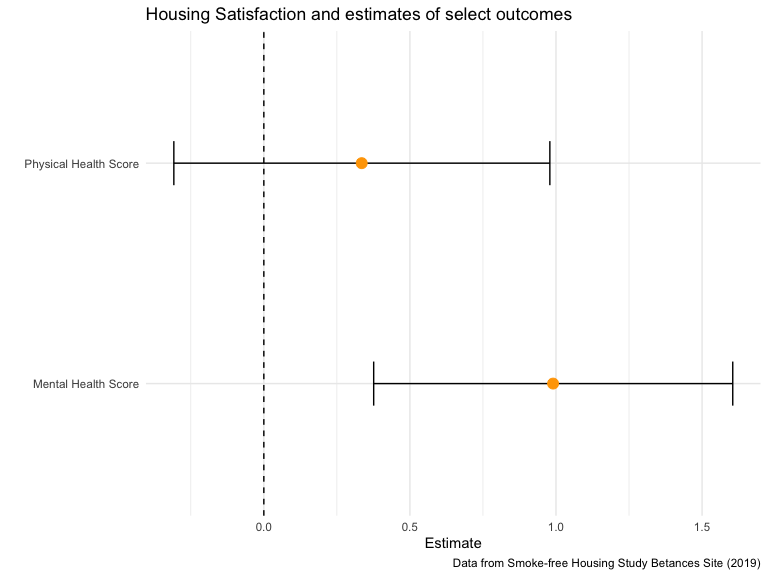 Housing Satisfaction and estimates of select outcomes
Physical Health Score
Mental Health Score
0.0 0.5 1.0 1.5
Estimate
Data from Smoke-free Housing Study Betances Site (2019)